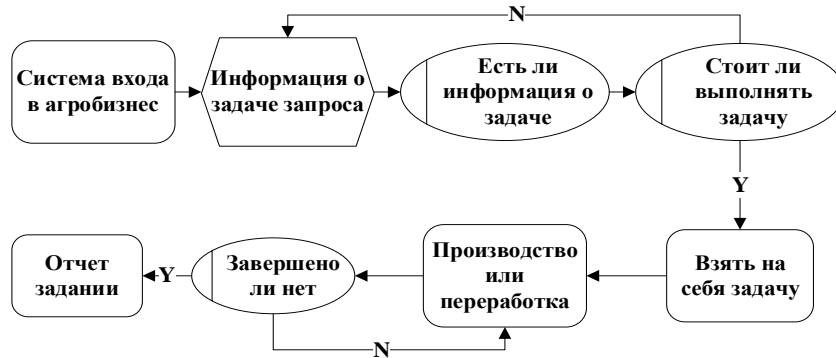 N
Система входа
в агробизнес
Информация о
задаче запроса
Есть ли
информация о
задаче
Стоит ли
выполнять
задачу
Y
Отчет
задании
Y
Завершено
ли нет
Производство
или
переработка
Взять на
себя задачу
N